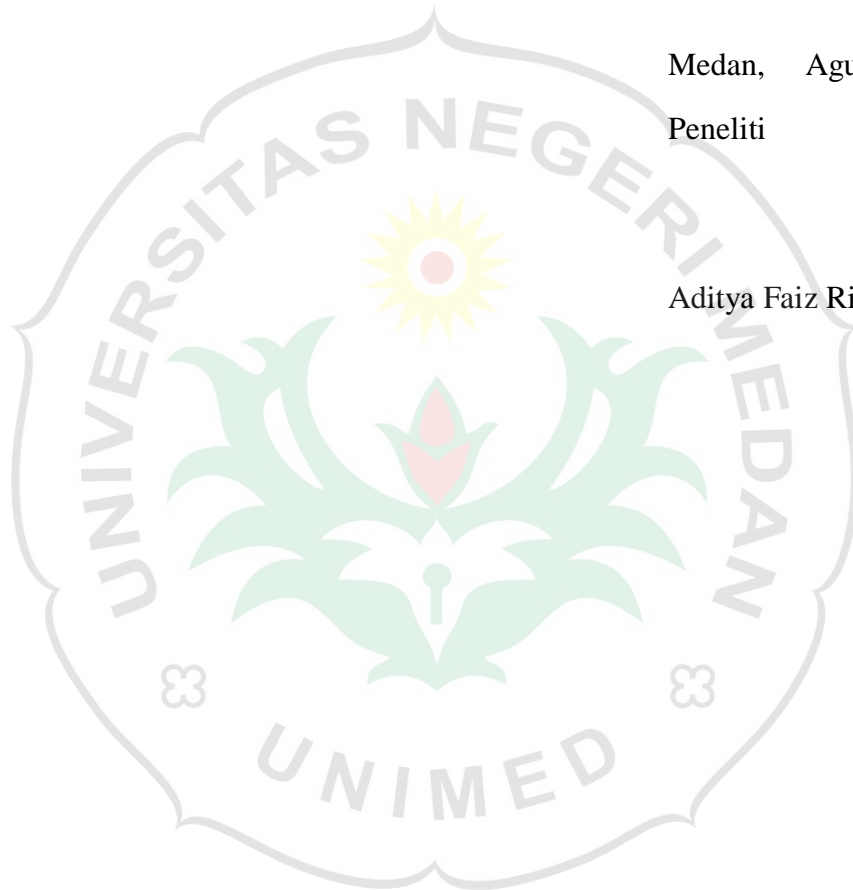 Medan, Agu
Peneliti
Aditya Faiz Ri
UNIVERSITAS NEGERI MEDAN
UNIMED